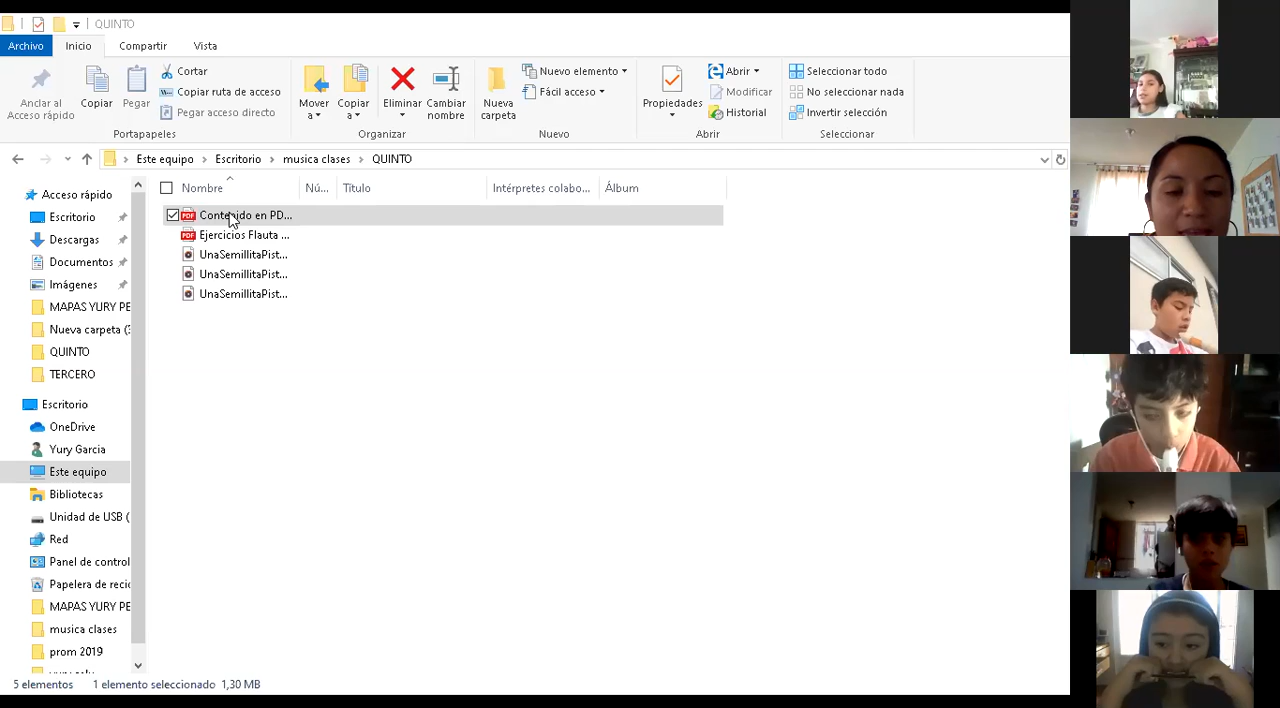 QUINTO
Archivo Inicio Compartir Vista
Anclar al Acceso rápido
Copiar
Pegar
Cortar
Copiar ruta de acceso
Pegar acceso directo
Portapapeles
Mover a
Copiar a
Eliminar
Cambiar nombre
Organizar
Nueva carpeta
Nuevo elemento
Fácil acceso
Nuevo
Propiedades
Abrir
Modificar
Historial
Abrir
Seleccionar todo
No seleccionar nada
Invertir selección
Seleccionar
Este equipo > Escritorio > musica clases > QUINTO
Nombre Nú... Título Intérpretes colabo... Álbum
PDF Contenido en PD...
PDF Ejercicios Flauta ...
UnaSemillitaPist...
UnaSemillitaPist...
UnaSemillitaPist...
Acceso rápido
Escritorio
Descargas
Documentos
Imágenes
MAPAS YURY PE
Nueva carpeta (3
QUINTO
TERCERO
Escritorio
OneDrive
Yury Garcia
Este equipo
Bibliotecas
Unidad de USB (
Red
Panel de control
Papelera de reci
MAPAS YURY PE
musica clases
prom 2019
5 elementos 1 elemento seleccionado 1,30 MB